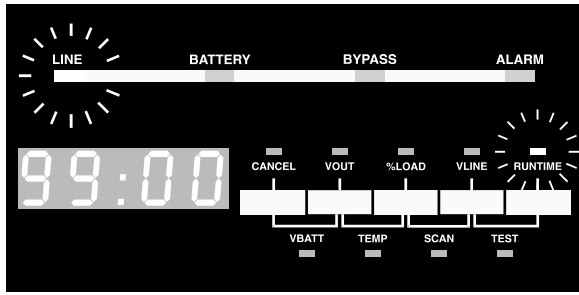 LINE BATTERY BYPASS ALARM
99:00
CANCEL VOUT %LOAD VLINE RUNTIME
VBATT TEMP SCAN TEST